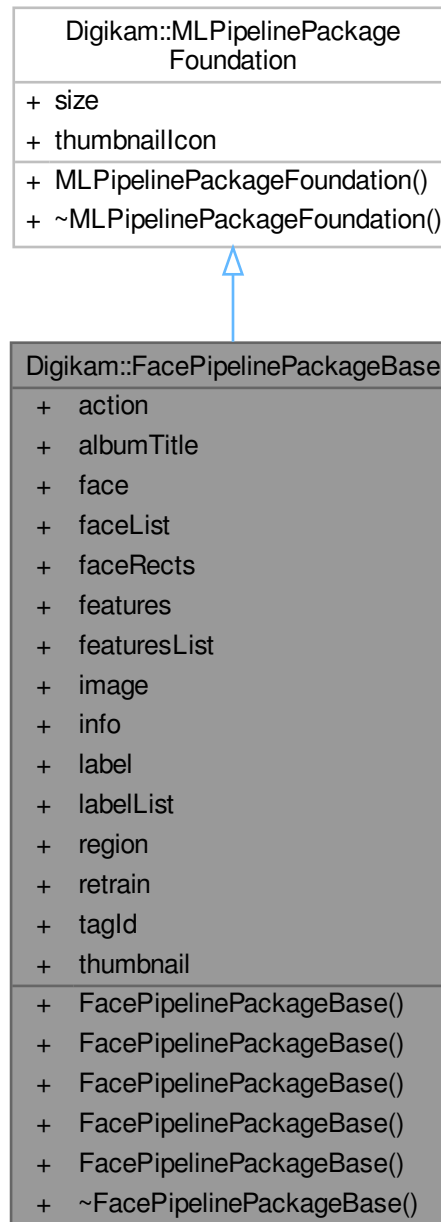 Digikam::MLPipelinePackage
Foundation
+ size
+ thumbnailIcon
+ MLPipelinePackageFoundation()
+ ~MLPipelinePackageFoundation()
Digikam::FacePipelinePackageBase
+ action
+ albumTitle
+ face
+ faceList
+ faceRects
+ features
+ featuresList
+ image
+ info
+ label
+ labelList
+ region
+ retrain
+ tagId
+ thumbnail
+ FacePipelinePackageBase()
+ FacePipelinePackageBase()
+ FacePipelinePackageBase()
+ FacePipelinePackageBase()
+ FacePipelinePackageBase()
+ ~FacePipelinePackageBase()